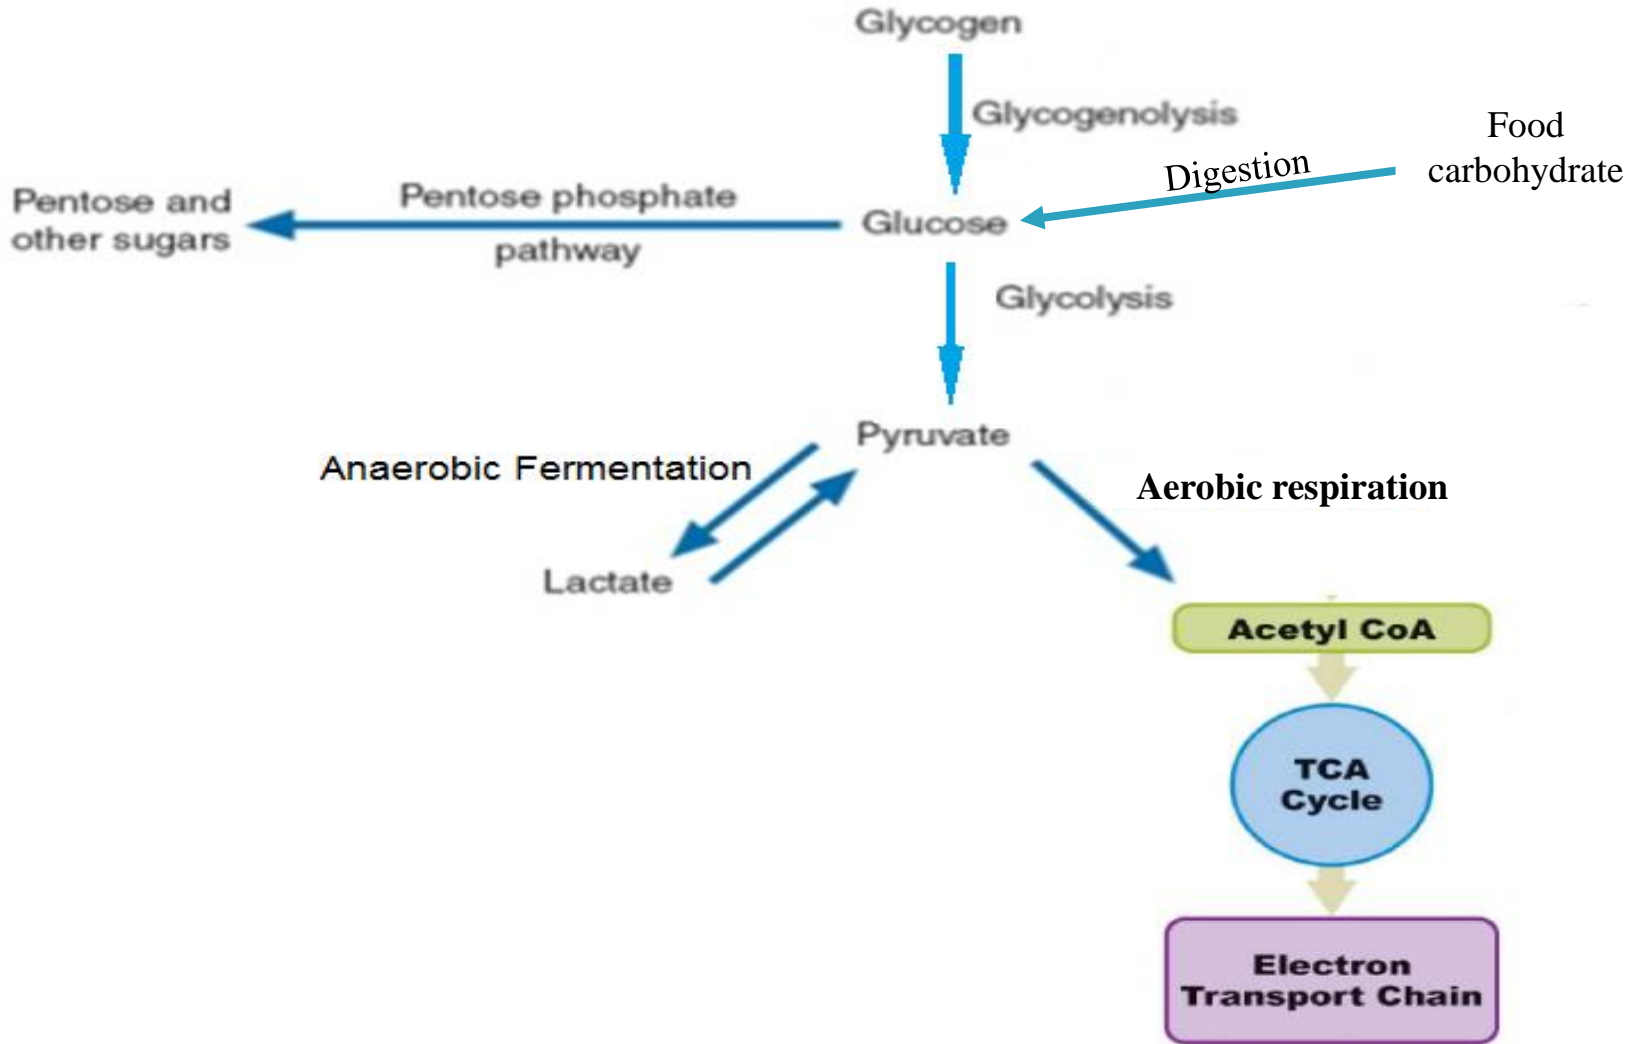 Glycogen
Glycogenolysis
Food
carbohydrate
Digestion
Pentose and
other sugars
Pentose phosphate
pathway
Glucose
Glycolysis
Pyruvate
Anaerobic Fermentation
Aerobic respiration
Lactate
Acetyl CoA
TCA
Cycle
Electron
Transport Chain